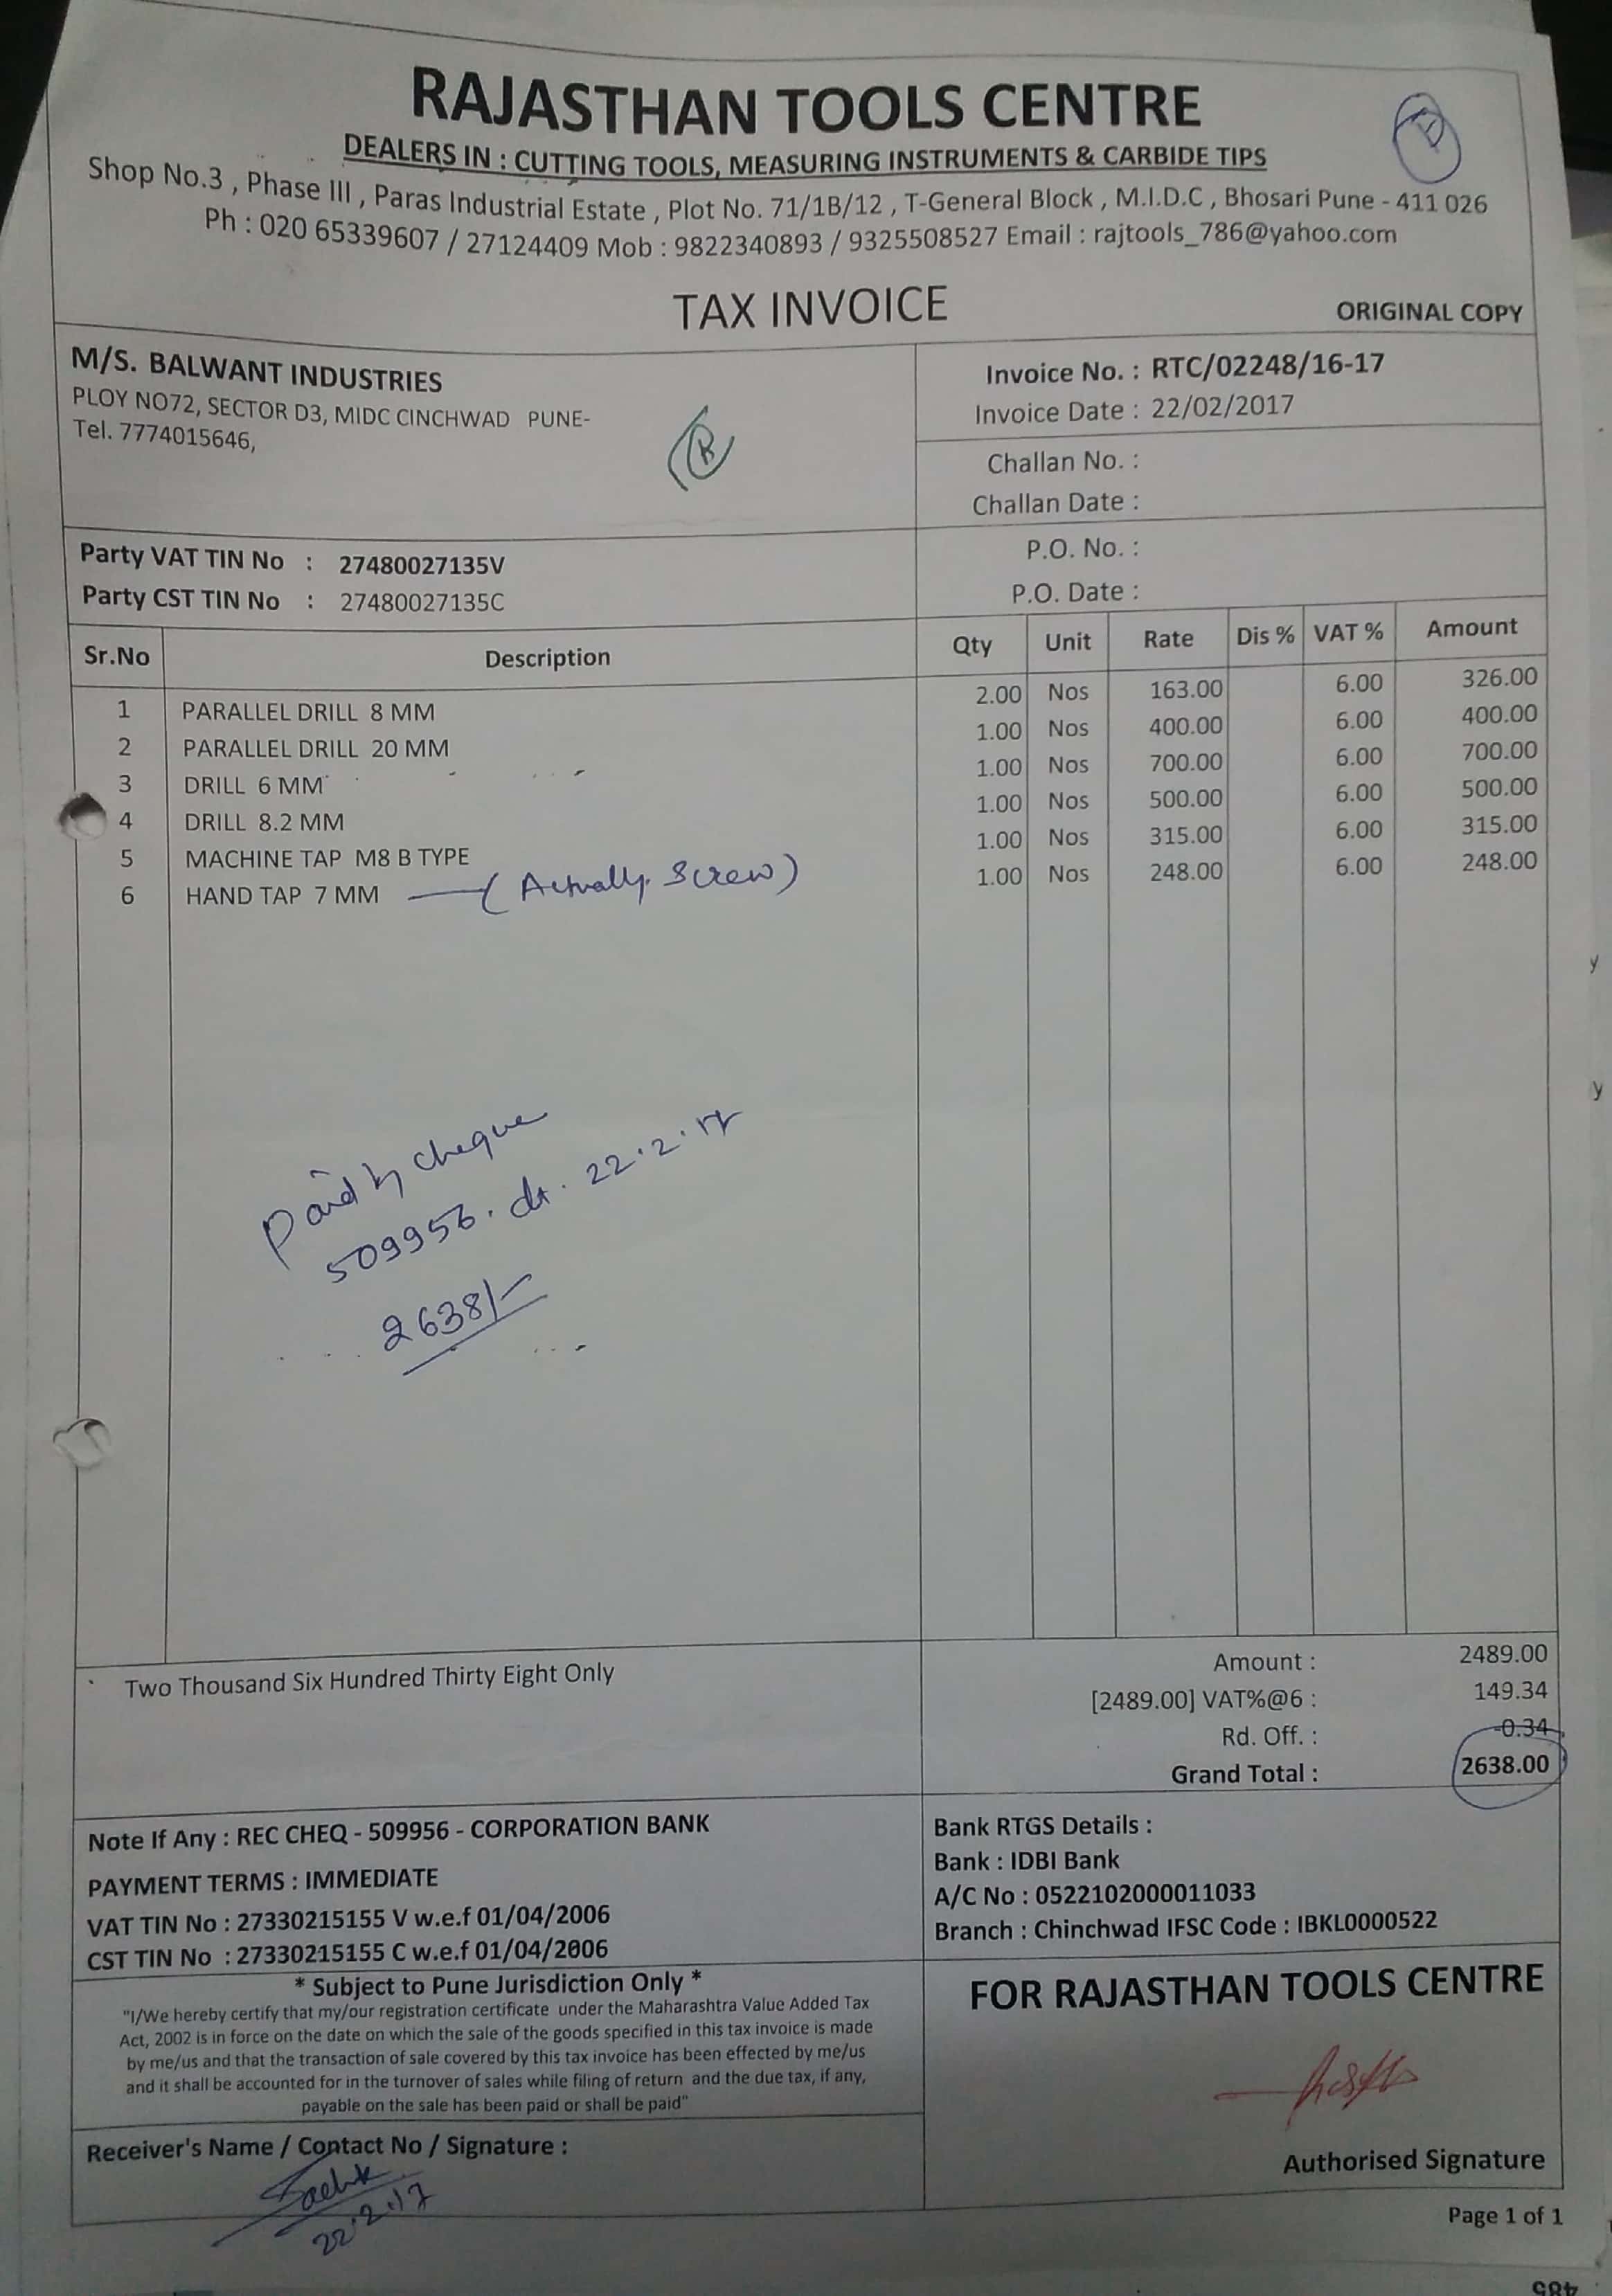 RAJASTHAN TOOLS CENTRE
DEALERS IN : CUTTING TOOLS, MEASURING INSTRUMENTS & CARBIDE TIPS
Shop No.3 , Phase III , Paras Industrial Estate , Plot No. 71/1B/12 , T-General Block , M.I.D.C , Bhosari Pune - 411 026
Ph : 020 65339607 / 27124409 Mob : 9822340893 / 9325508527 Email : rajtools_786@yahoo.com
TAX INVOICE
ORIGINAL COPY
M/S. BALWANT INDUSTRIES
PLOY NO72, SECTOR D3, MIDC CINCHWAD PUNE-
Tel. 7774015646,
R
Invoice No. : RTC/02248/16-17
Invoice Date : 22/02/2017
Challan No. :
Challan Date :
Party VAT TIN No : 27480027135V
Party CST TIN No : 27480027135C
P.O. No. :
P.O. Date :
Sr.No Description Qty Unit Rate Dis % VAT % Amount
1 PARALLEL DRILL 8 MM 2.00 Nos 163.00 6.00 326.00
2 PARALLEL DRILL 20 MM 1.00 Nos 400.00 6.00 400.00
3 DRILL 6 MM 1.00 Nos 700.00 6.00 700.00
4 DRILL 8.2 MM 1.00 Nos 500.00 6.00 500.00
5 MACHINE TAP M8 B TYPE 1.00 Nos 315.00 6.00 315.00
6 HAND TAP 7 MM — (Actually Screw) 1.00 Nos 248.00 6.00 248.00
Paid by cheque
509956. dt. 22.2.17
2638/-
Two Thousand Six Hundred Thirty Eight Only
Amount : 2489.00
[2489.00] VAT%@6 : 149.34
Rd. Off. : -0.34
Grand Total : 2638.00
Note If Any : REC CHEQ - 509956 - CORPORATION BANK
PAYMENT TERMS : IMMEDIATE
VAT TIN No : 27330215155 V w.e.f 01/04/2006
CST TIN No : 27330215155 C w.e.f 01/04/2006
Bank RTGS Details :
Bank : IDBI Bank
A/C No : 0522102000011033
Branch : Chinchwad IFSC Code : IBKL0000522
* Subject to Pune Jurisdiction Only *
"I/We hereby certify that my/our registration certificate under the Maharashtra Value Added Tax
Act, 2002 is in force on the date on which the sale of the goods specified in this tax invoice is made
by me/us and that the transaction of sale covered by this tax invoice has been effected by me/us
and it shall be accounted for in the turnover of sales while filing of return and the due tax, if any,
payable on the sale has been paid or shall be paid"
FOR RAJASTHAN TOOLS CENTRE
Authorised Signature
Receiver's Name / Contact No / Signature :
22.2.17
Page 1 of 1
485